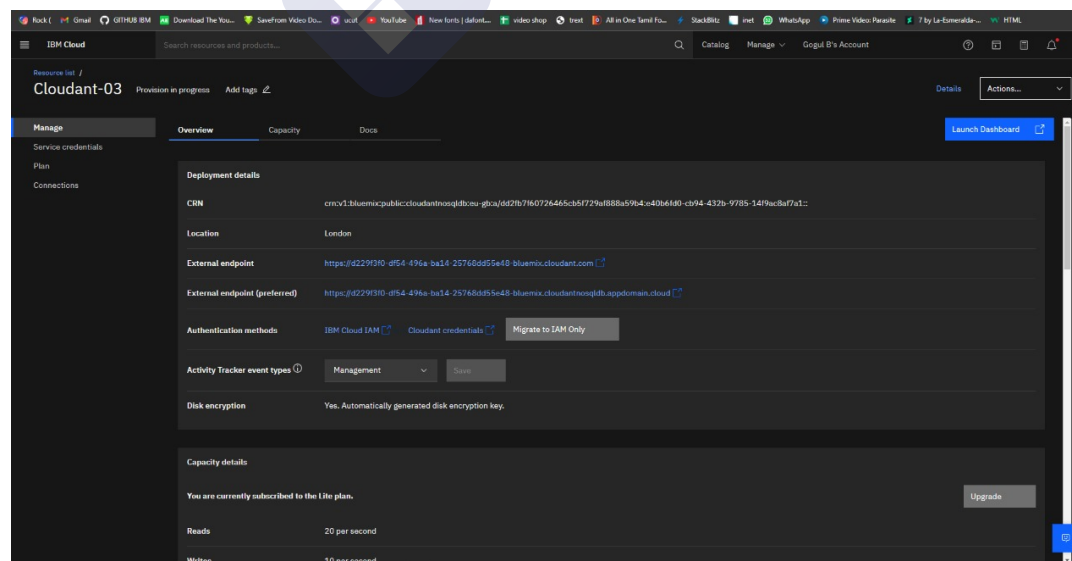 Rock ( Gmail GITHUB IBM Download The You... SaveFrom Video Do... ucut YouTube New fonts | dafont.... video shop trext All in One Tamil Fo... StackBlitz inet WhatsApp Prime Video: Parasite 7 by La-Esmeralda-... HTML
IBM Cloud Search resources and products... Catalog Manage Gogul B's Account
Resource list /
Cloudant-03 Provision in progress Add tags Details Actions...
Manage Overview Capacity Docs Launch Dashboard
Service credentials
Plan
Connections
Deployment details
CRN crn:v1:bluemix:public:cloudantnosqldb:eu-gb:a/dd2fb7f60726465cb5f729af888a59b4:e40b6fd0-cb94-432b-9785-14f9ac8af7a1::
Location London
External endpoint https://d229f3f0-df54-496a-ba14-25768dd55e48-bluemix.cloudant.com
External endpoint (preferred) https://d229f3f0-df54-496a-ba14-25768dd55e48-bluemix.cloudantnosqldb.appdomain.cloud
Authentication methods IBM Cloud IAM Cloudant credentials Migrate to IAM Only
Activity Tracker event types Management Save
Disk encryption Yes. Automatically generated disk encryption key.
Capacity details
You are currently subscribed to the Lite plan. Upgrade
Reads 20 per second
Writes 10 per second